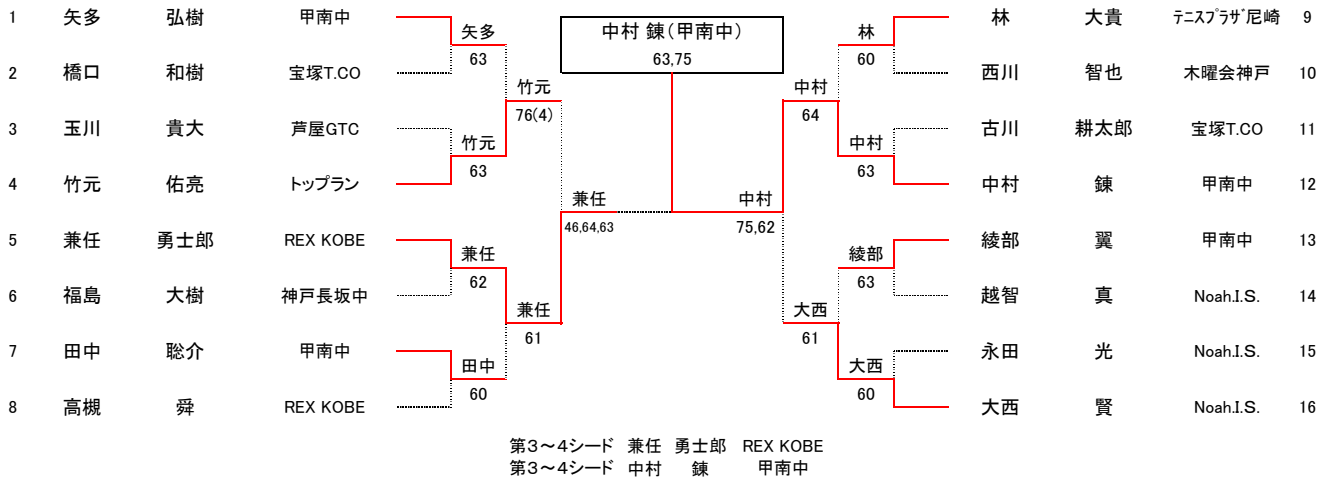 1 矢多 弘樹 甲南中
2 橋口 和樹 宝塚T.CO
3 玉川 貴大 芦屋GTC
4 竹元 佑亮 トップラン
5 兼任 勇士郎 REX KOBE
6 福島 大樹 神戸長坂中
7 田中 聡介 甲南中
8 高槻 舜 REX KOBE
矢多
63
竹元
63
兼任
62
田中
60
竹元
76(4)
兼任
61
兼任
46,64,63
中村 錬(甲南中)
63,75
中村
75,62
中村
64
大西
61
林
60
中村
63
綾部
63
大西
60
林 大貴 テニスプラザ尼崎 9
西川 智也 木曜会神戸 10
古川 耕太郎 宝塚T.CO 11
中村 錬 甲南中 12
綾部 翼 甲南中 13
越智 真 Noah.I.S. 14
永田 光 Noah.I.S. 15
大西 賢 Noah.I.S. 16
第3~4シード 兼任 勇士郎 REX KOBE
第3~4シード 中村 錬 甲南中